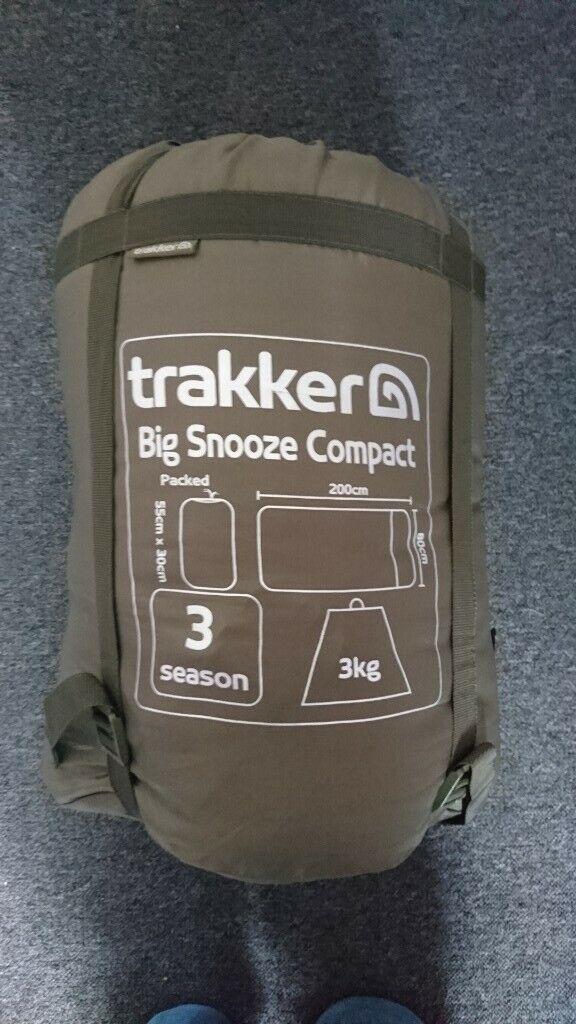 trakker
trakker
Big Snooze Compact
Packed
200cm
55cm x 30cm
80cm
3
season
3kg